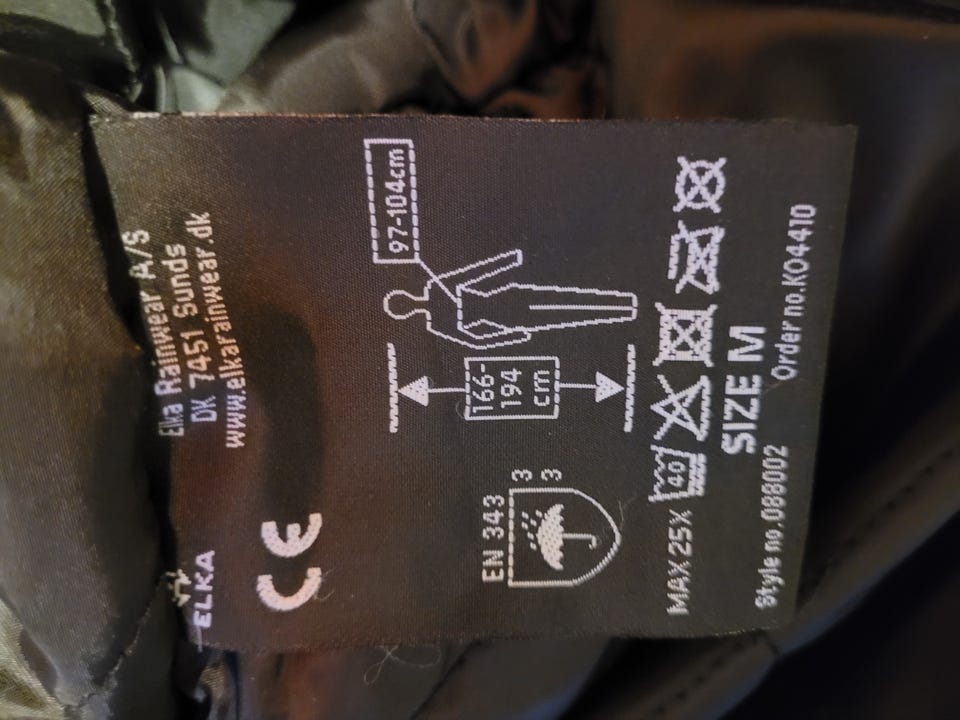 ELKA
Elka Rainwear A/S
DK 7451 Sunds
www.elkarainwear.dk
CE
97-104cm
166-
194
cm
EN 343
3
3
MAX 25X 40
SIZE M
Style no.088002 Order no.KO4410